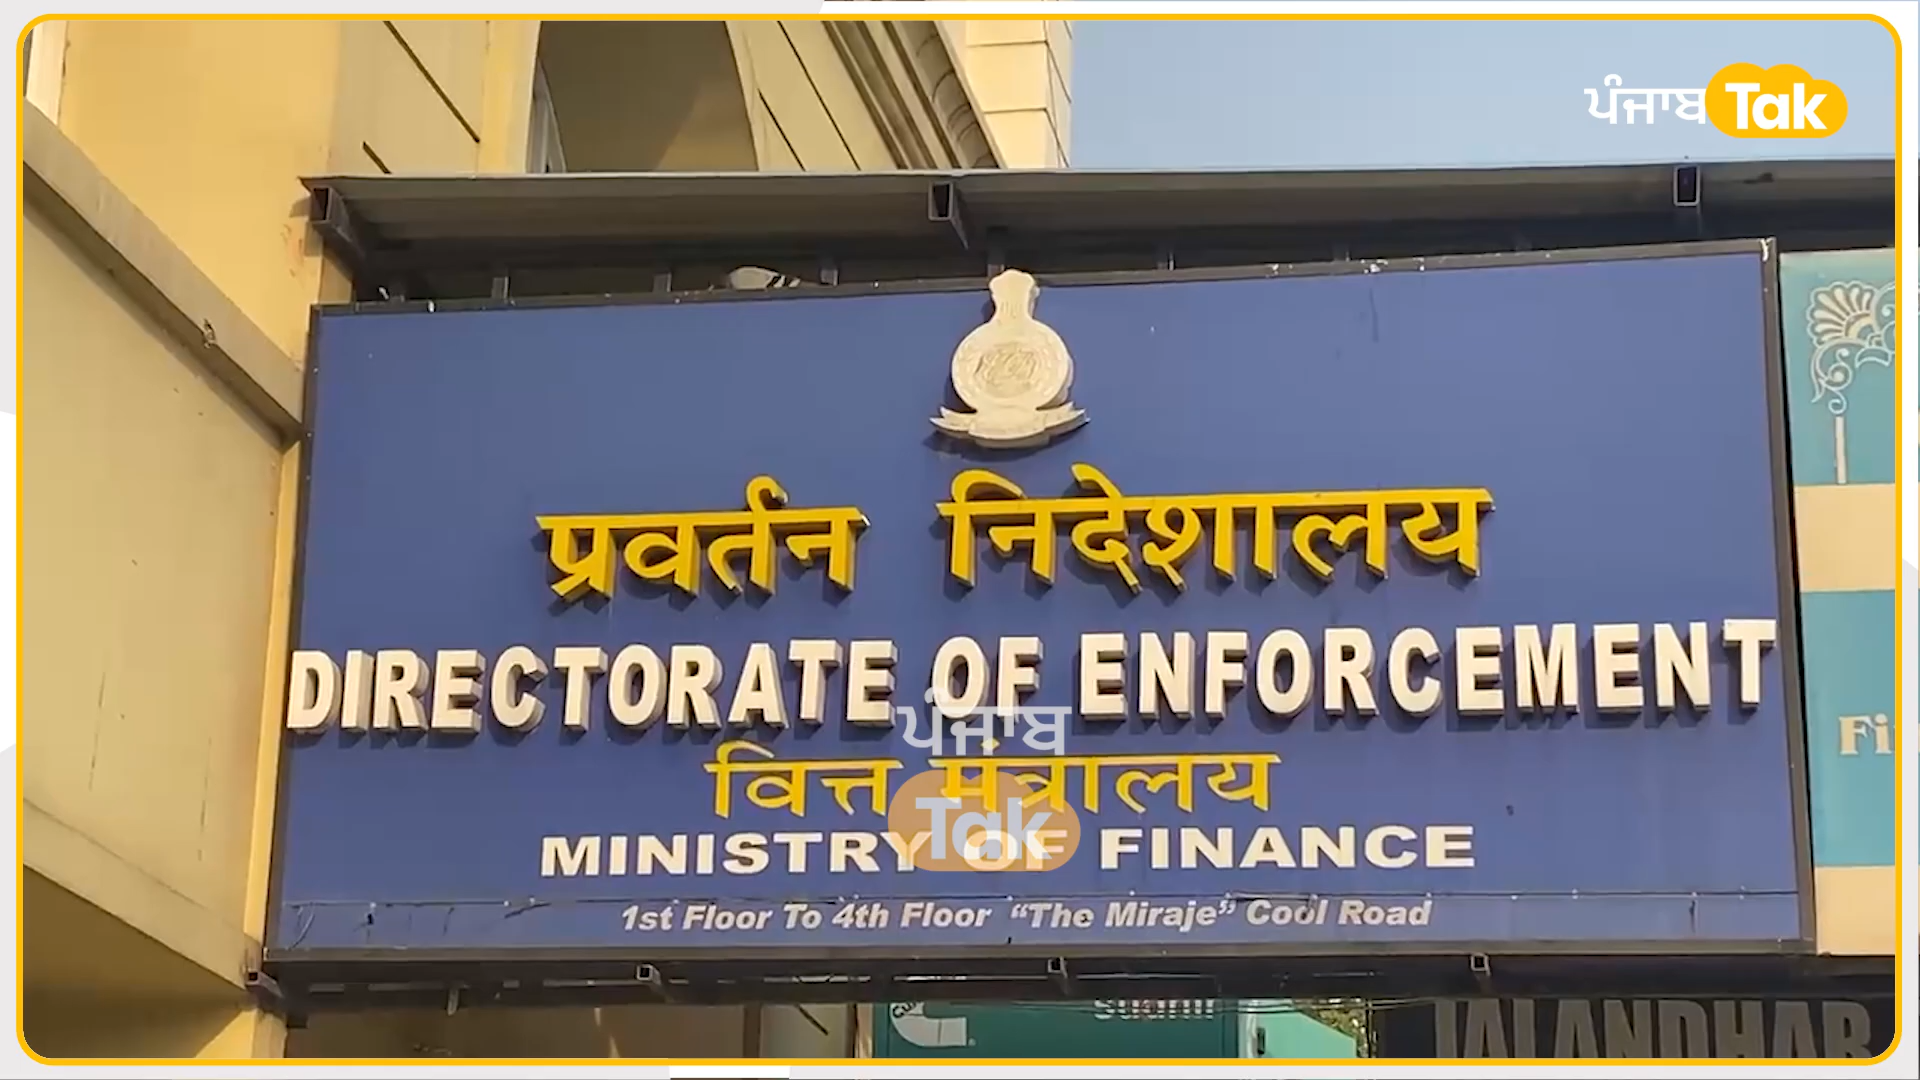 ਪੰਜਾਬ Tak
प्रवर्तन निदेशालय
DIRECTORATE OF ENFORCEMENT
ਪੰਜਾਬ
Tak
वित्त मंत्रालय
MINISTRY OF FINANCE
1st Floor To 4th Floor “The Miraje” Cool Road
JALANDHAR